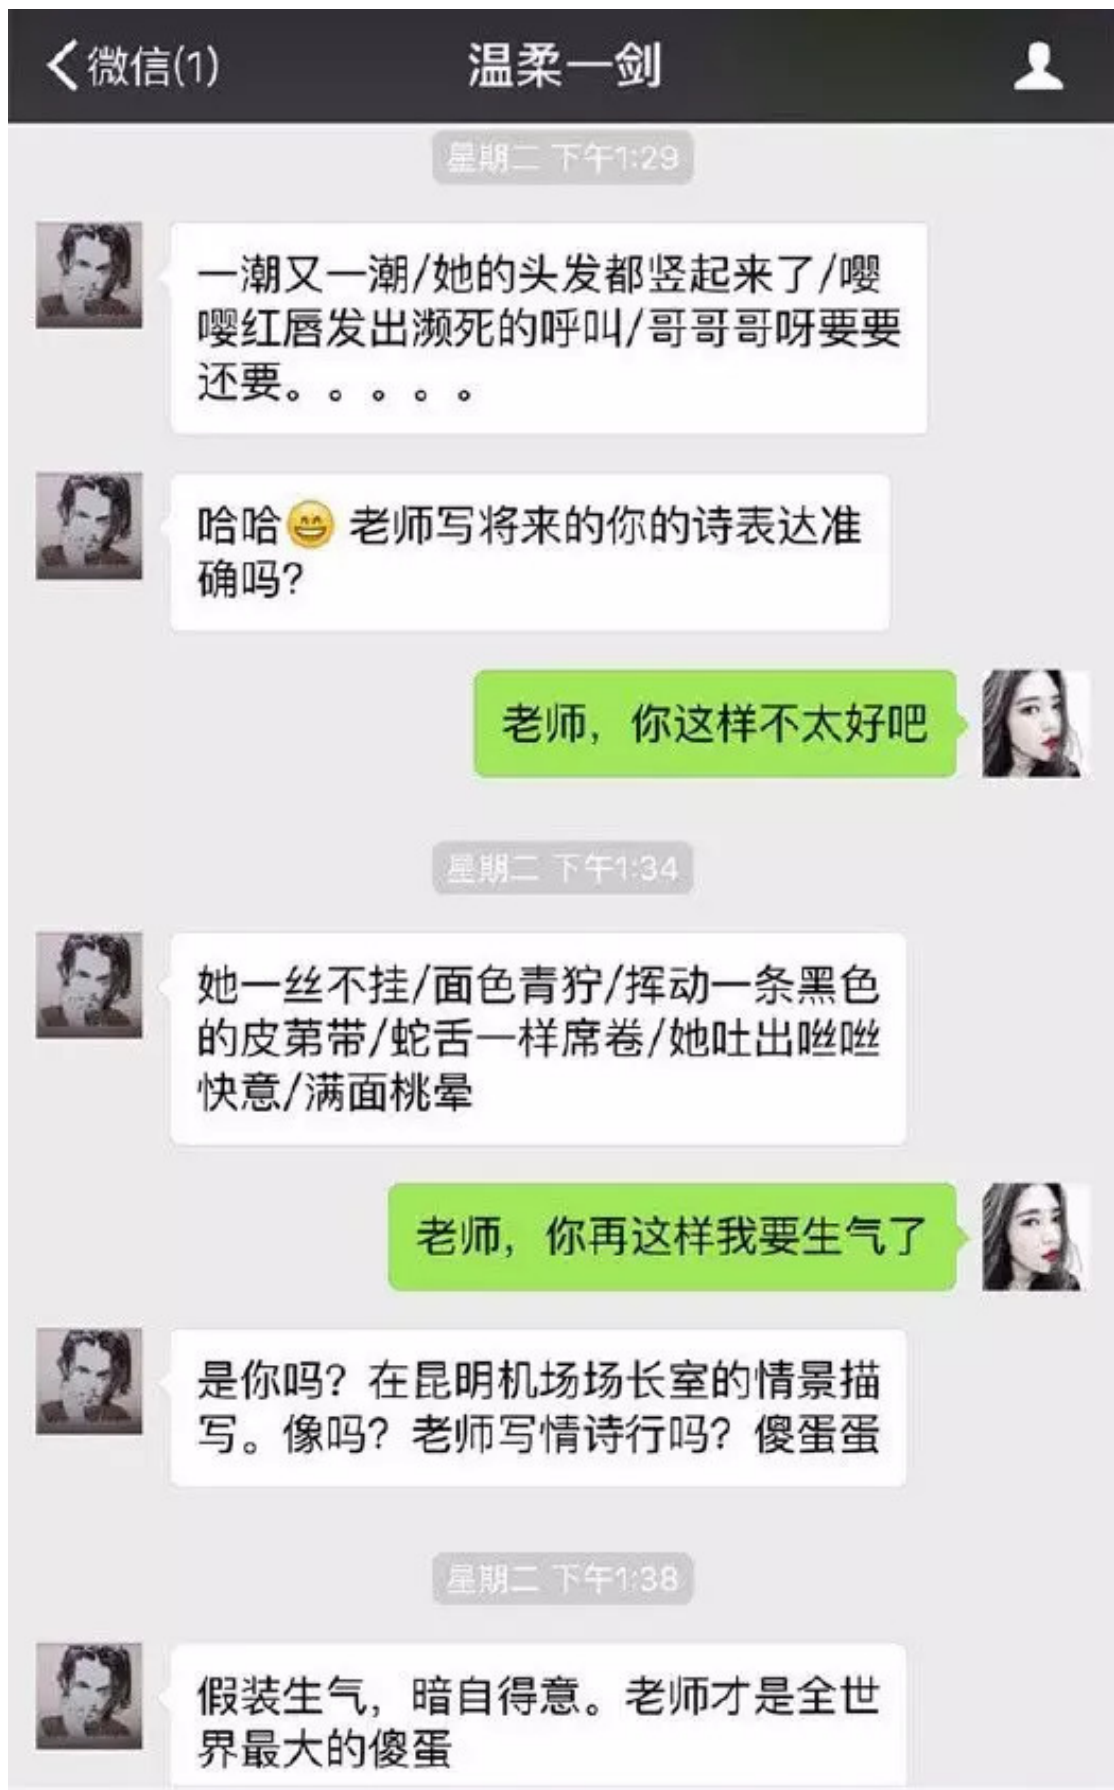 微信(1)
温柔一剑
星期二 下午1:29
一潮又一潮/她的头发都竖起来了/嘤
嘤红唇发出濒死的呼叫/哥哥哥呀要要
还要。。。。。
哈哈😄 老师写将来的你的诗表达准
确吗?
老师，你这样不太好吧
星期二 下午1:34
她一丝不挂/面色青狞/挥动一条黑色
的皮苐带/蛇舌一样席卷/她吐出咝咝
快意/满面桃晕
老师，你再这样我要生气了
是你吗? 在昆明机场场长室的情景描
写。像吗? 老师写情诗行吗? 傻蛋蛋
星期二 下午1:38
假装生气，暗自得意。老师才是全世
界最大的傻蛋